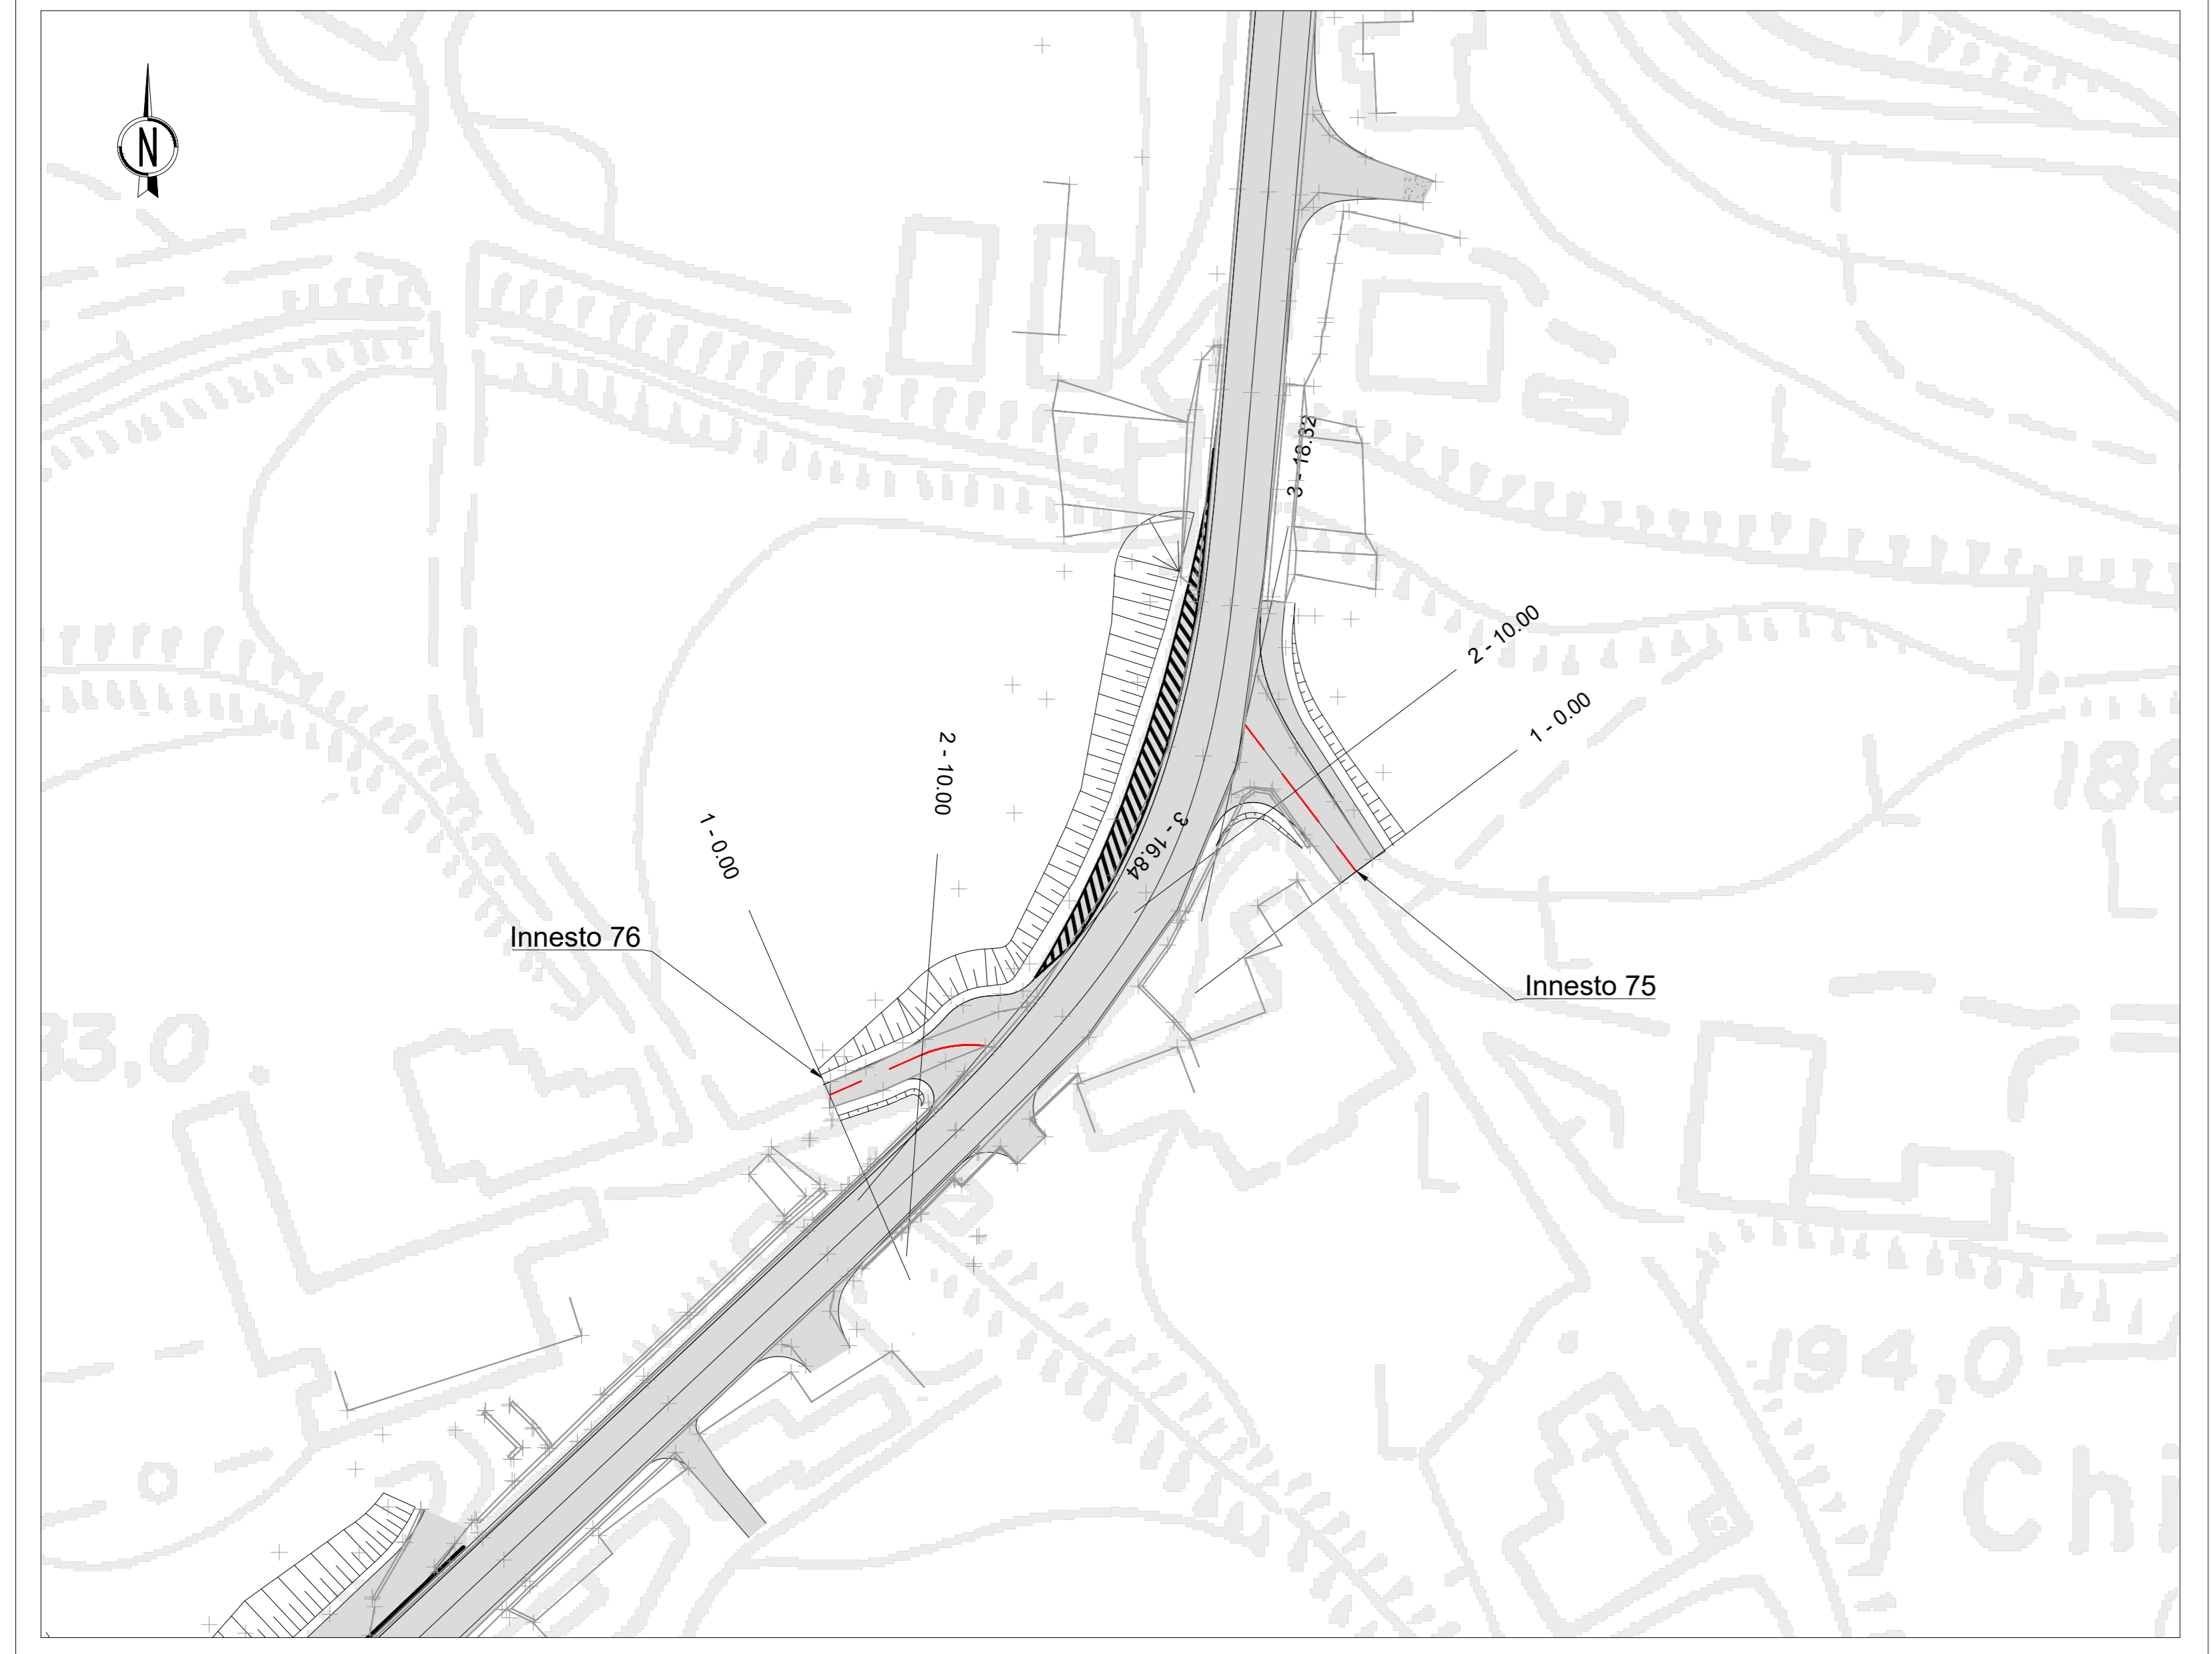 N
3 - 18.32
2 - 10.00
1 - 0.00
188
2 - 10.00
1 - 0.00
3 - 16.84
Innesto 76
Innesto 75
83,0
194,0
Chi